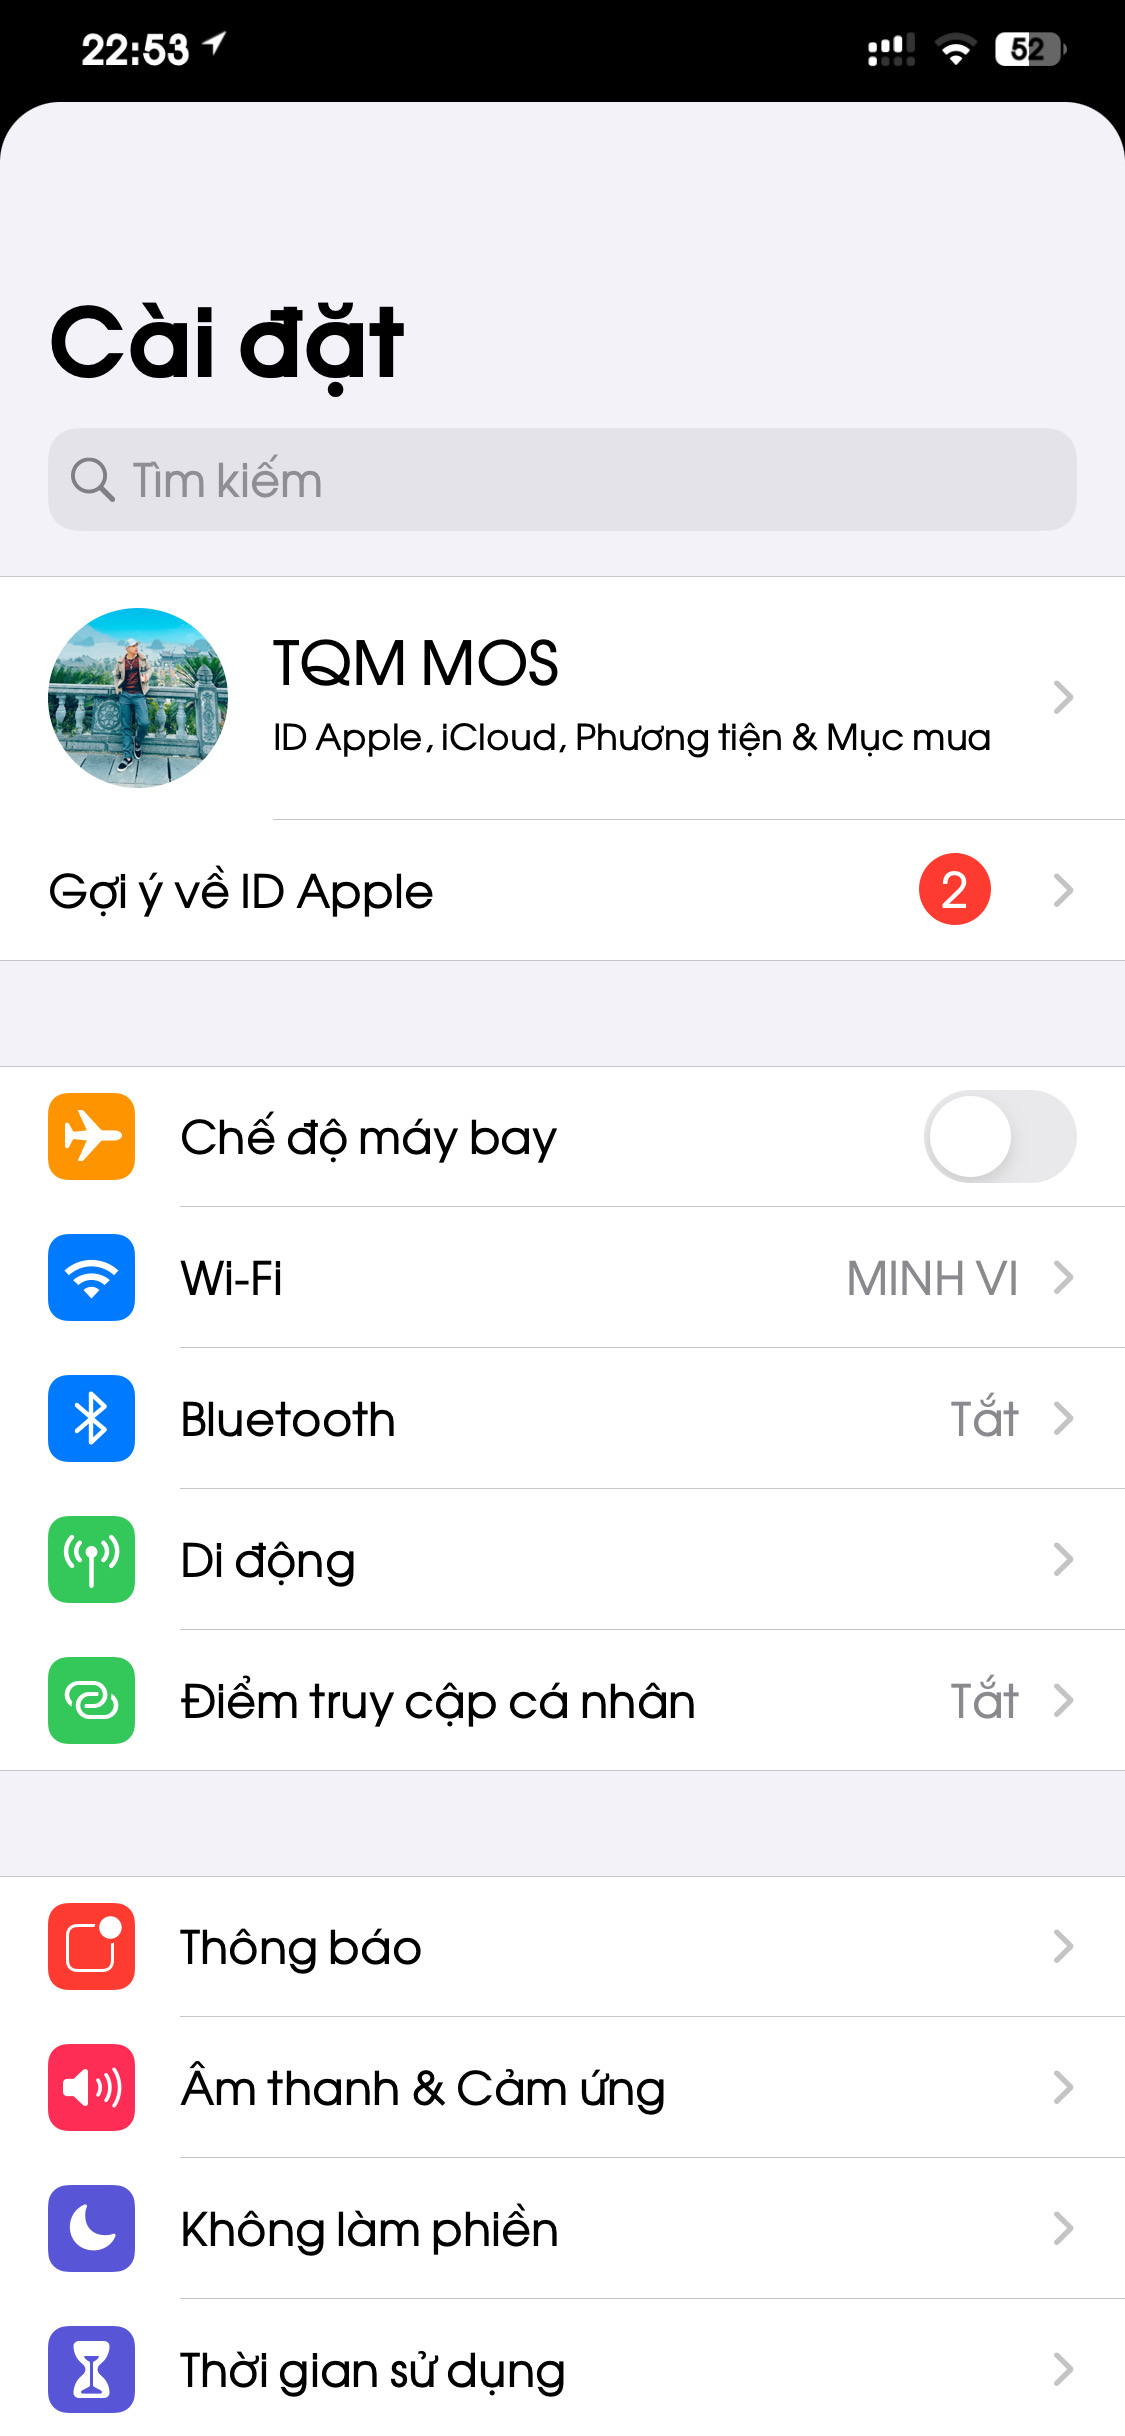 22:53
52
Cài đặt
Tìm kiếm
TQM MOS
ID Apple, iCloud, Phương tiện & Mục mua
Gợi ý về ID Apple 2
Chế độ máy bay
Wi-Fi MINH VI
Bluetooth Tắt
Di động
Điểm truy cập cá nhân Tắt
Thông báo
Âm thanh & Cảm ứng
Không làm phiền
Thời gian sử dụng